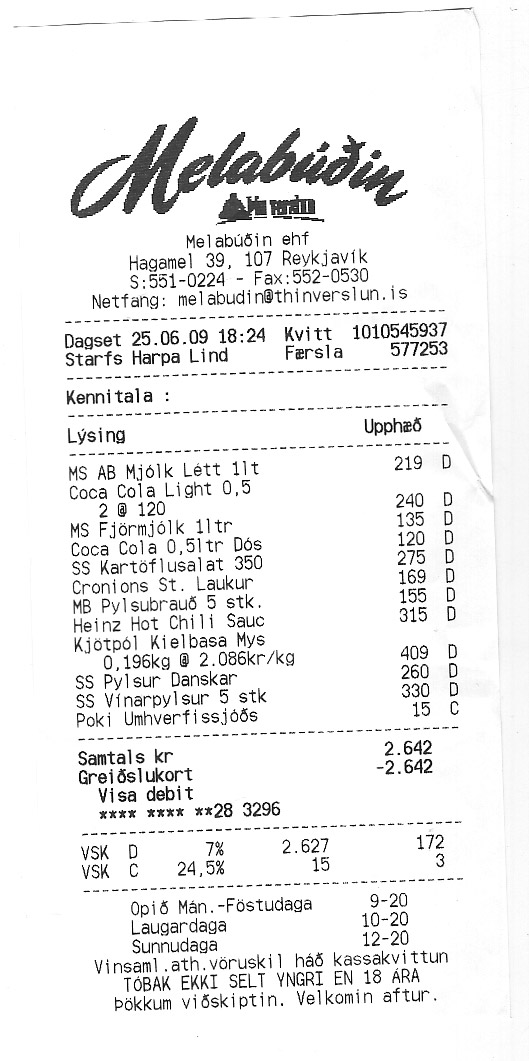 Melabúðin
Þín verslun
Melabúðin ehf
Hagamel 39, 107 Reykjavík
S:551-0224 - Fax:552-0530
Netfang: melabudin@thinverslun.is
Dagset 25.06.09 18:24 Kvitt 1010545937
Starfs Harpa Lind Færsla 577253
Kennitala :
Lýsing Upphæð
MS AB Mjólk Létt 1lt 219 D
Coca Cola Light 0,5
2 @ 120 240 D
MS Fjörmjólk 1ltr 135 D
Coca Cola 0,5ltr Dós 120 D
SS Kartöflusalat 350 275 D
Cronions St. Laukur 169 D
MB Pylsubrauð 5 stk. 155 D
Heinz Hot Chili Sauc 315 D
Kjötpól Kielbasa Mys
0,196kg @ 2.086kr/kg 409 D
SS Pylsur Danskar 260 D
SS Vínarpylsur 5 stk 330 D
Poki Umhverfissjóðs 15 C
Samtals kr 2.642
Greiðslukort -2.642
Visa debit
**** **** **28 3296
VSK D 7% 2.627 172
VSK C 24,5% 15 3
Opið Mán.-Föstudaga 9-20
Laugardaga 10-20
Sunnudaga 12-20
Vinsaml.ath.vöruskil háð kassakvittun
TÓBAK EKKI SELT YNGRI EN 18 ÁRA
Þökkum viðskiptin. Velkomin aftur.